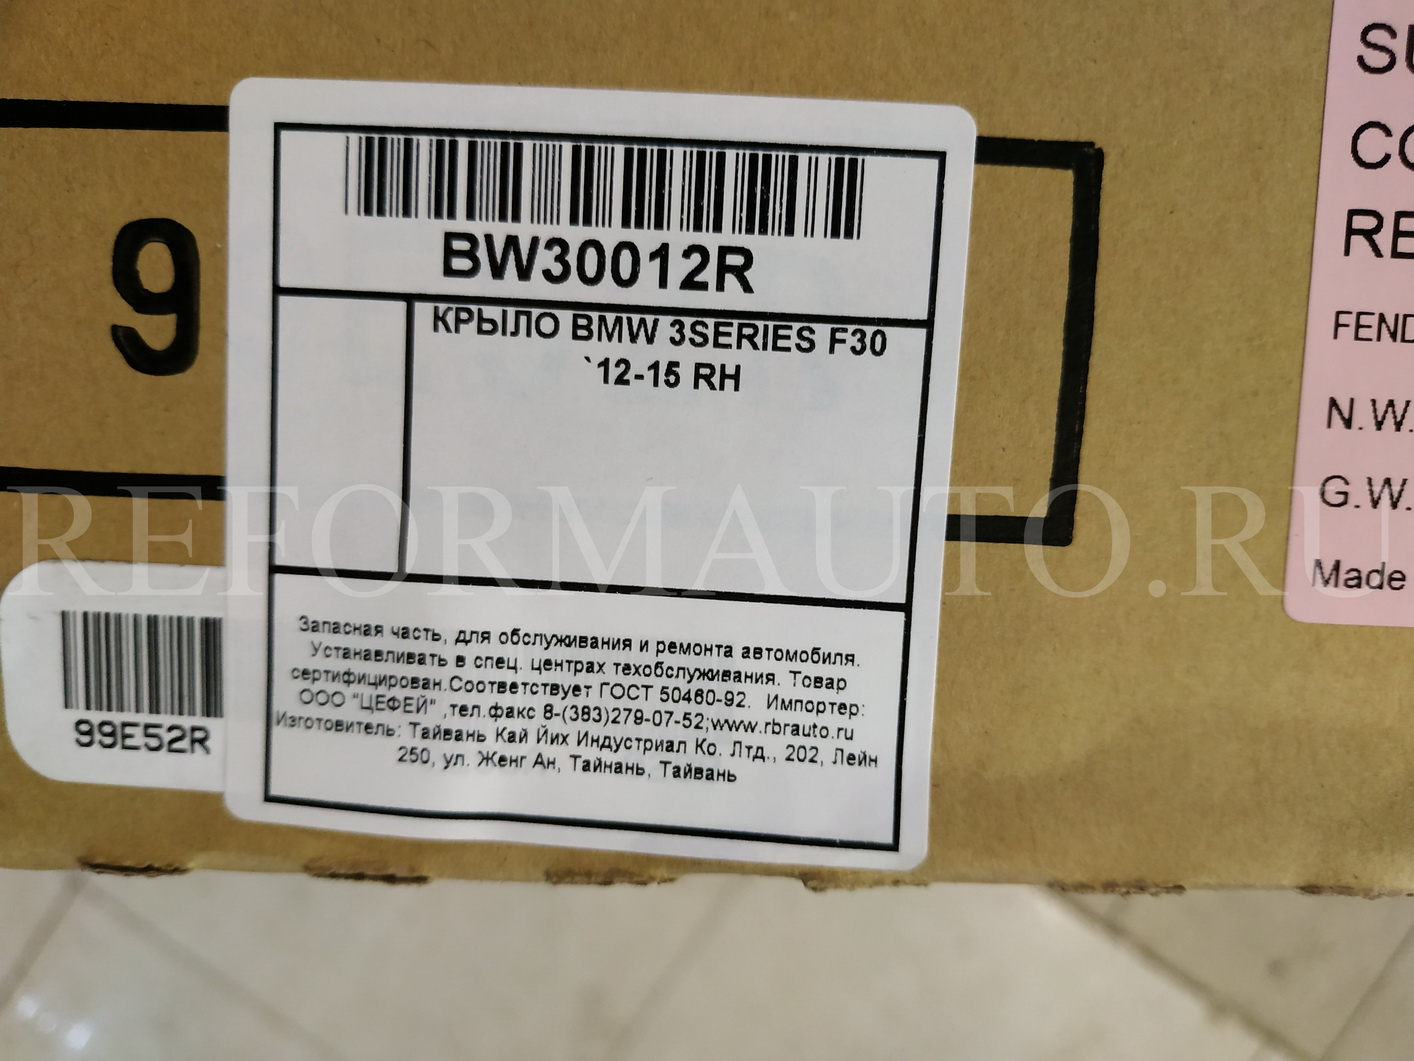 9
BW30012R
КРЫЛО BMW 3SERIES F30
`12-15 RH
Запасная часть, для обслуживания и ремонта автомобиля.
Устанавливать в спец. центрах техобслуживания. Товар
сертифицирован.Соответствует ГОСТ 50460-92. Импортер:
ООО "ЦЕФЕЙ" ,тел.факс 8-(383)279-07-52;www.rbrauto.ru
Изготовитель: Тайвань Кай Йих Индустриал Ко. Лтд., 202, Лейн
250, ул. Женг Ан, Тайнань, Тайвань
99E52R
SU
CO
RE
FEND
N.W.
G.W.
Made
REFORMAUTO.RU